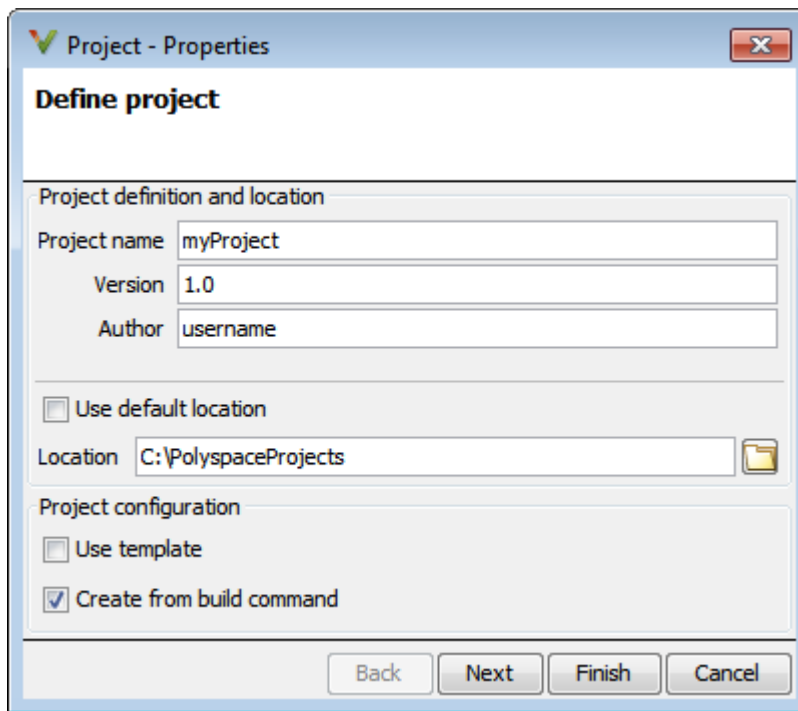 Project - Properties
Define project
Project definition and location
Project name myProject
Version 1.0
Author username
Use default location
Location C:\PolyspaceProjects
Project configuration
Use template
Create from build command
Back Next Finish Cancel